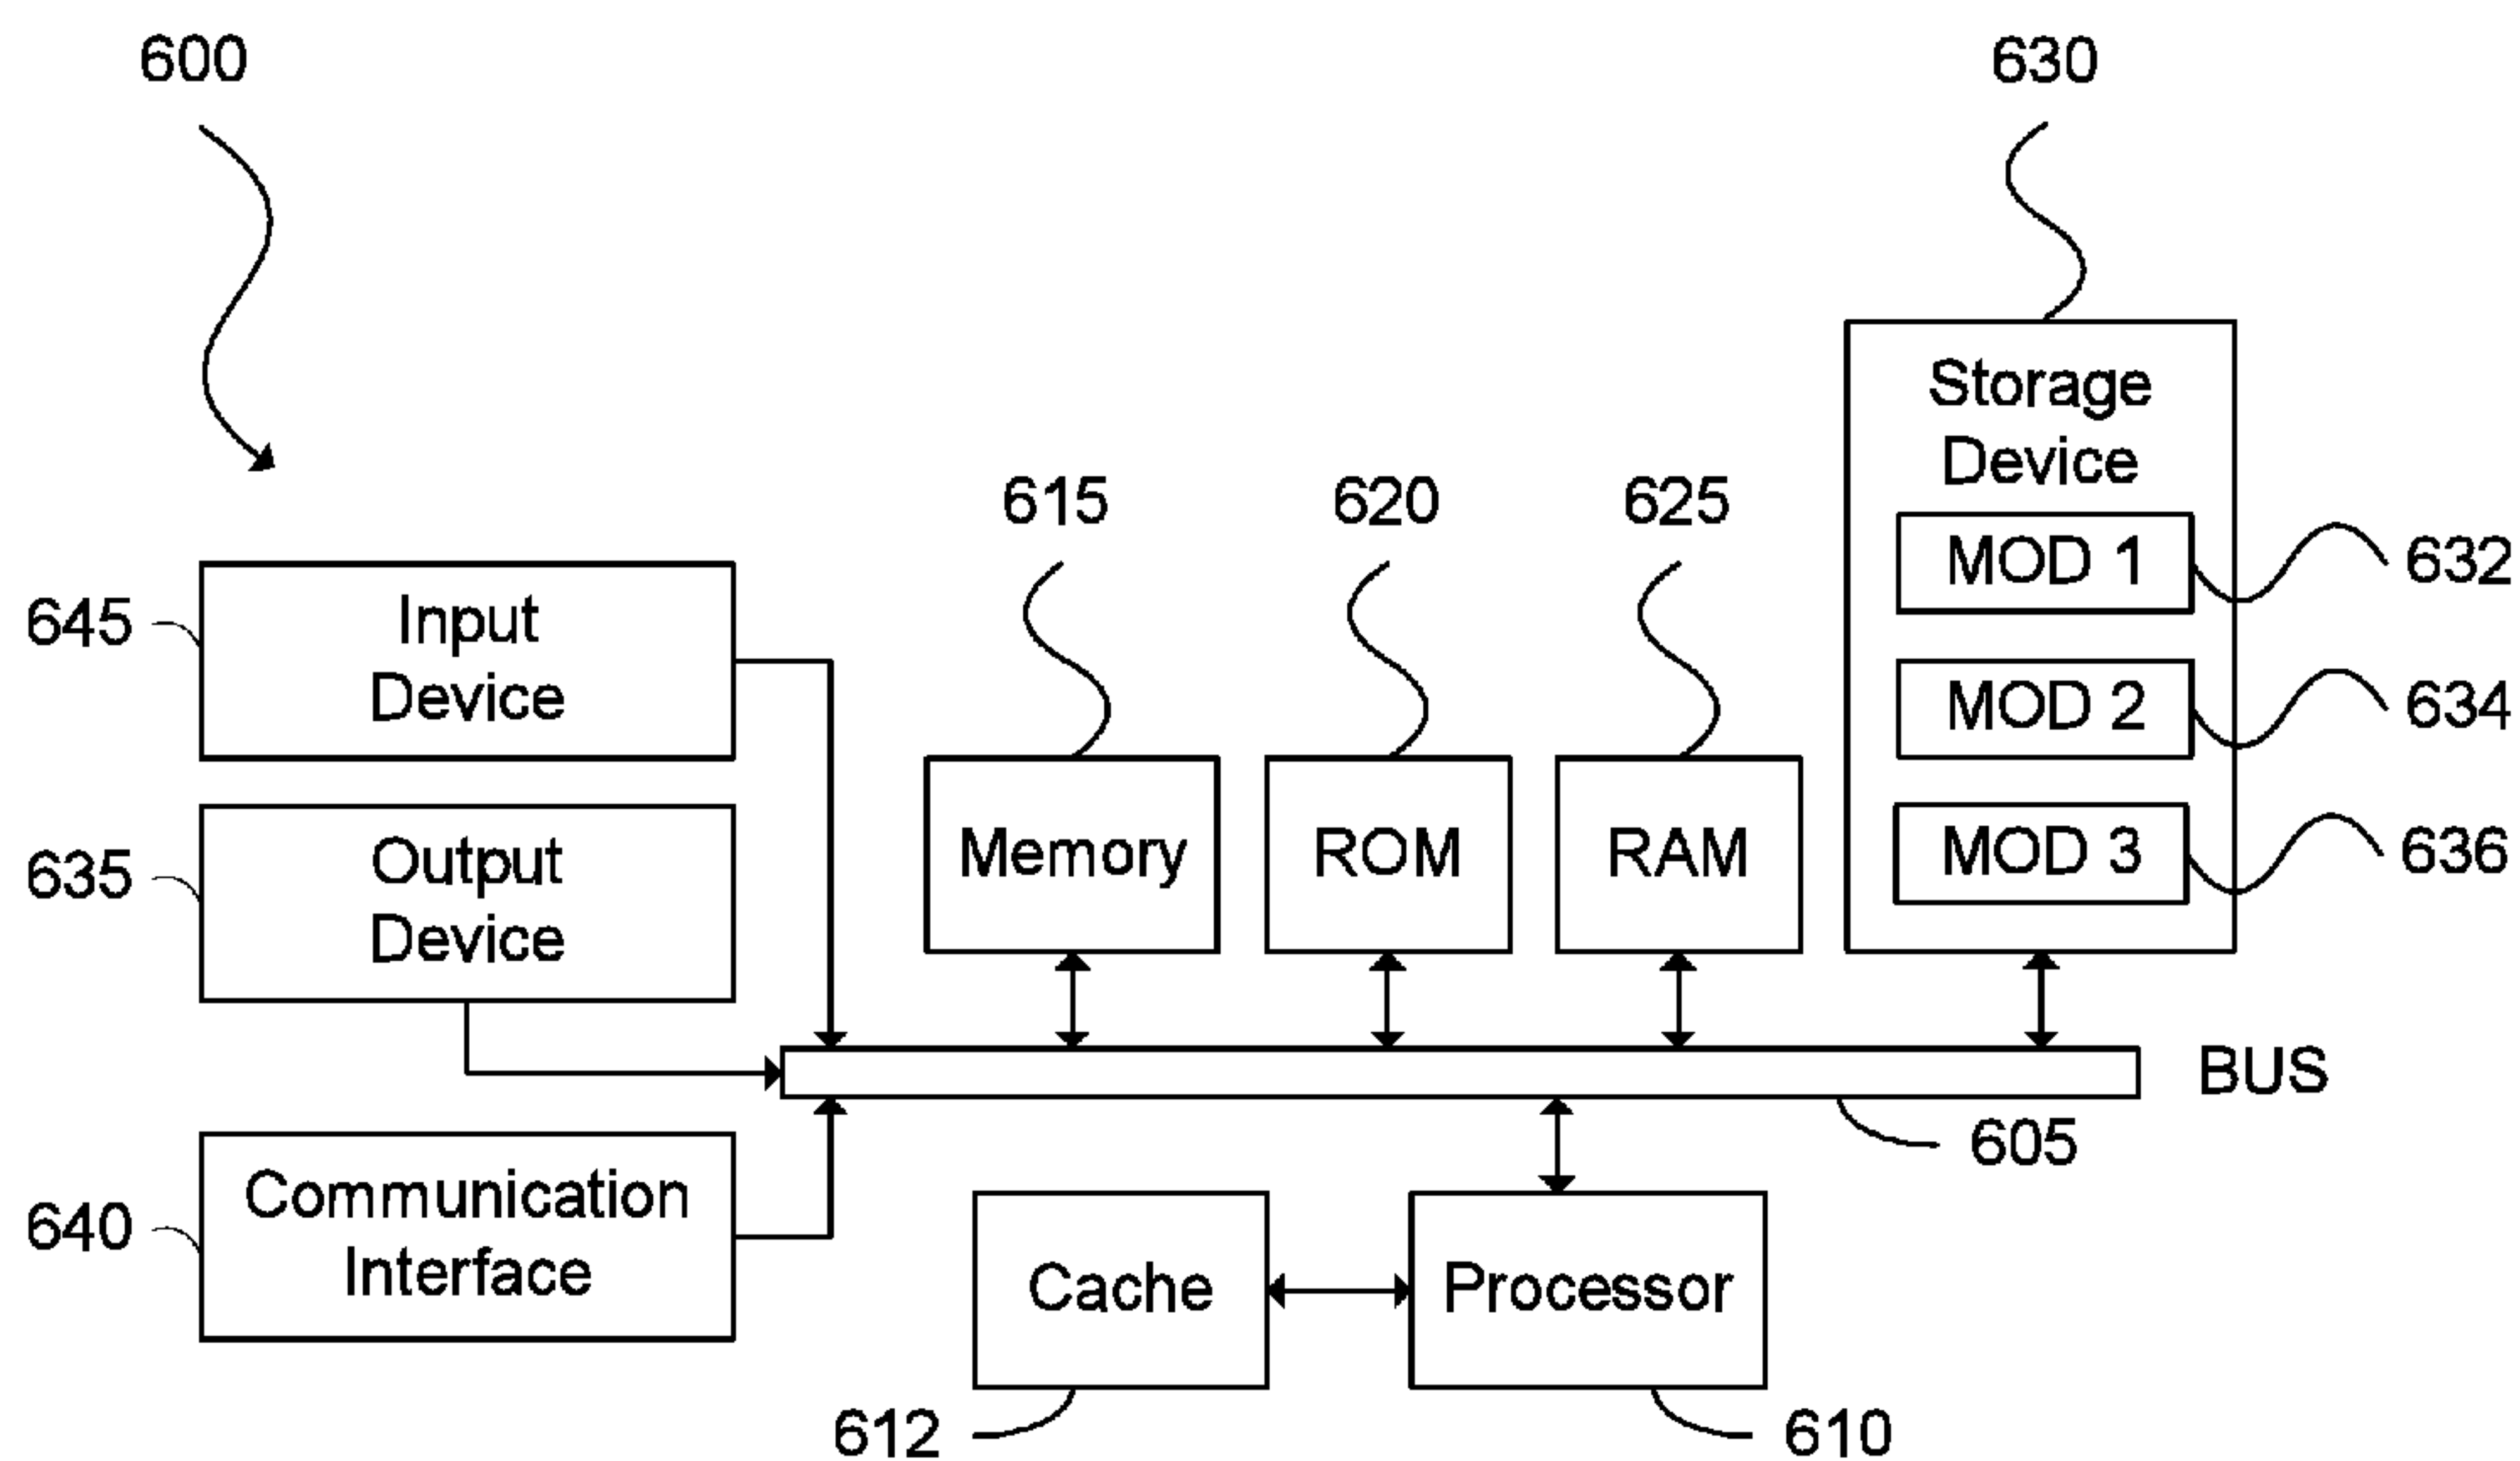 600
630
Storage
Device
615
620
625
MOD 1
632
645
Input
Device
MOD 2
634
635
Output
Device
Memory
ROM
RAM
MOD 3
636
BUS
605
640
Communication
Interface
Cache
Processor
612
610